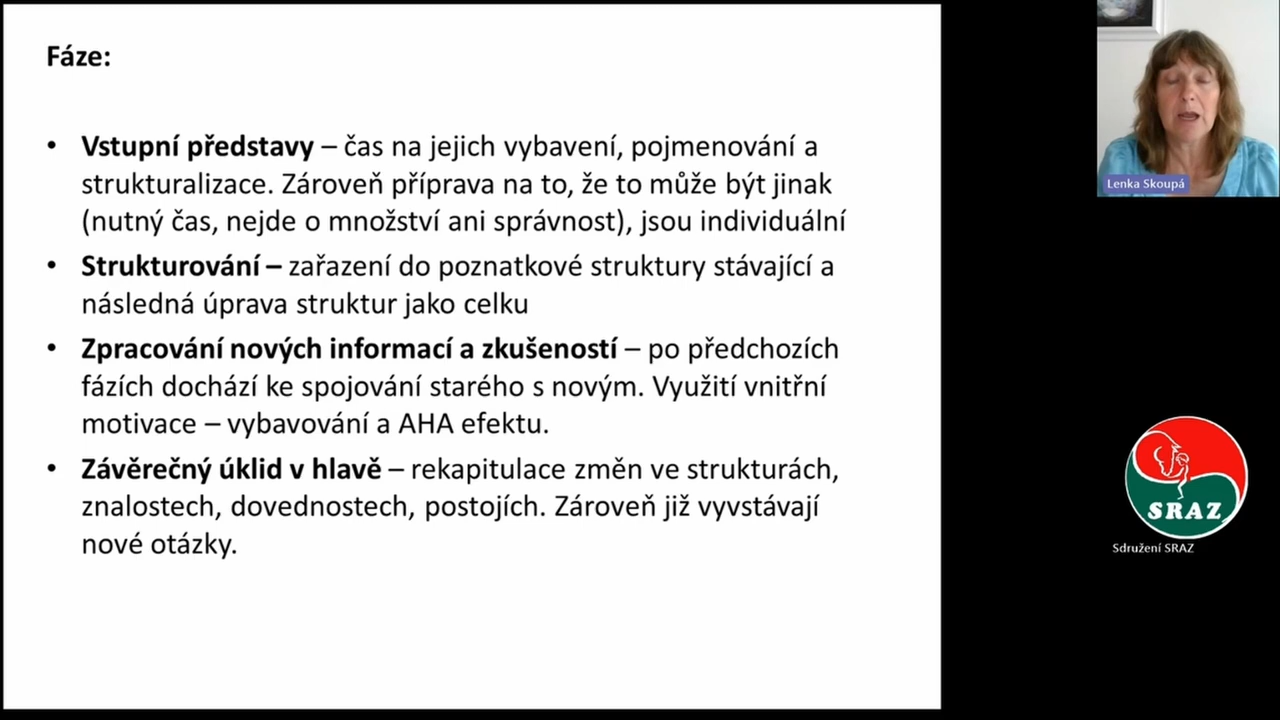 Fáze:
• Vstupní představy – čas na jejich vybavení, pojmenování a
strukturalizace. Zároveň příprava na to, že to může být jinak
(nutný čas, nejde o množství ani správnost), jsou individuální
• Strukturování – zařazení do poznatkové struktury stávající a
následná úprava struktur jako celku
• Zpracování nových informací a zkušeností – po předchozích
fázích dochází ke spojování starého s novým. Využití vnitřní
motivace – vybavování a AHA efektu.
• Závěrečný úklid v hlavě – rekapitulace změn ve strukturách,
znalostech, dovednostech, postojích. Zároveň již vyvstávají
nové otázky.
Lenka Skoupá
SRAZ
Sdružení SRAZ